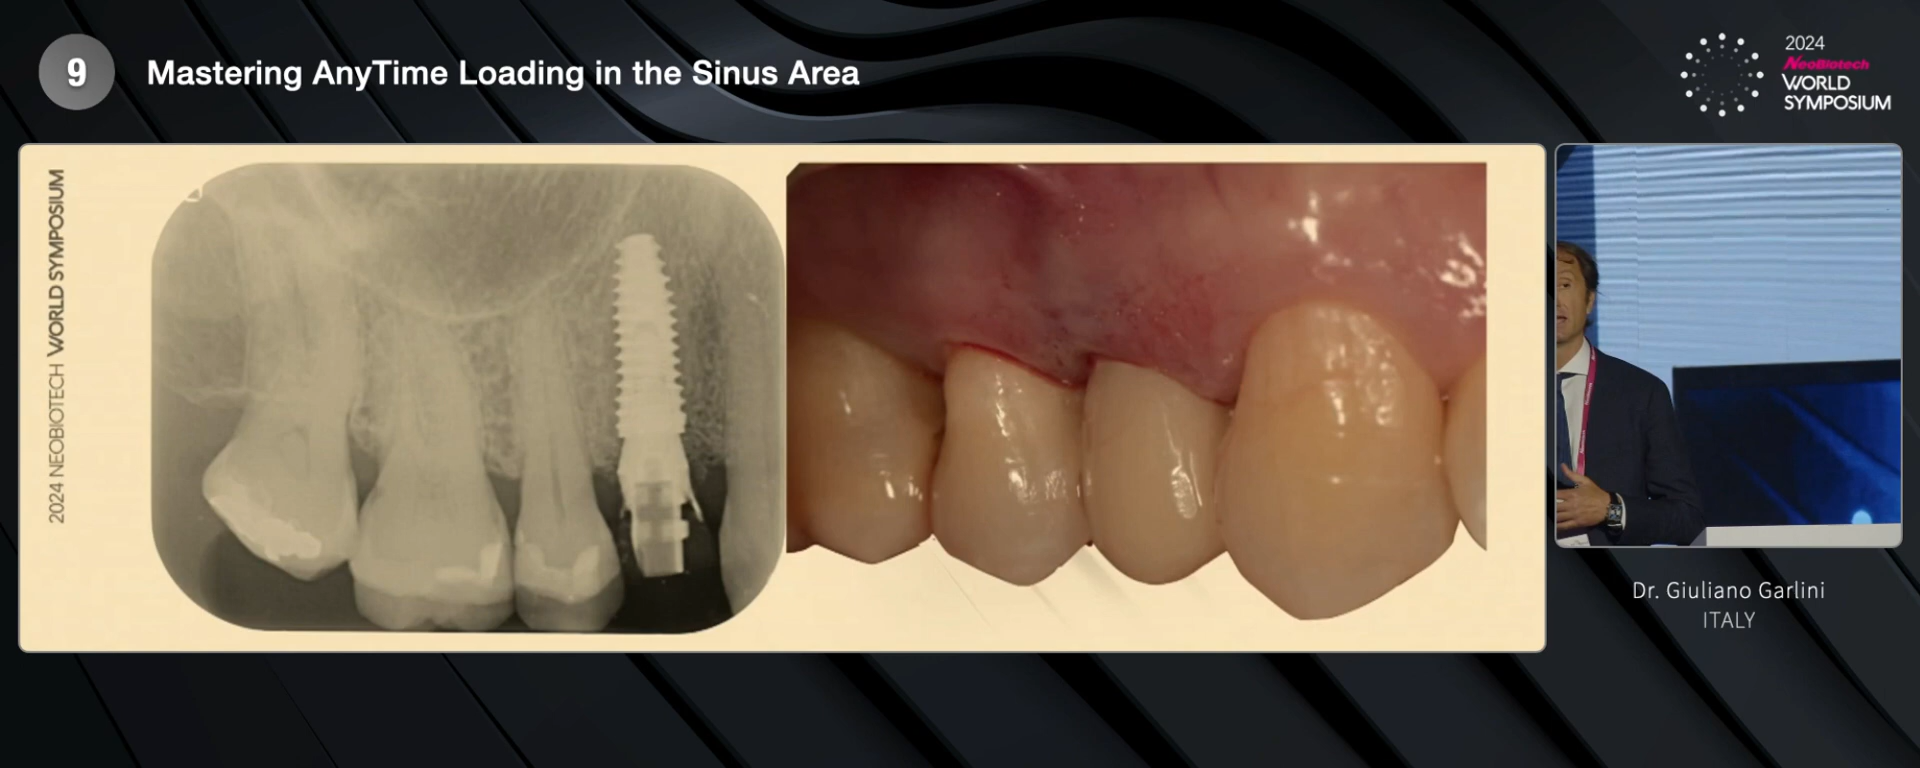 9
Mastering AnyTime Loading in the Sinus Area
2024
NeoBiotech
WORLD
SYMPOSIUM
2024 NEOBIOTECH WORLD SYMPOSIUM
Dr. Giuliano Garlini
ITALY